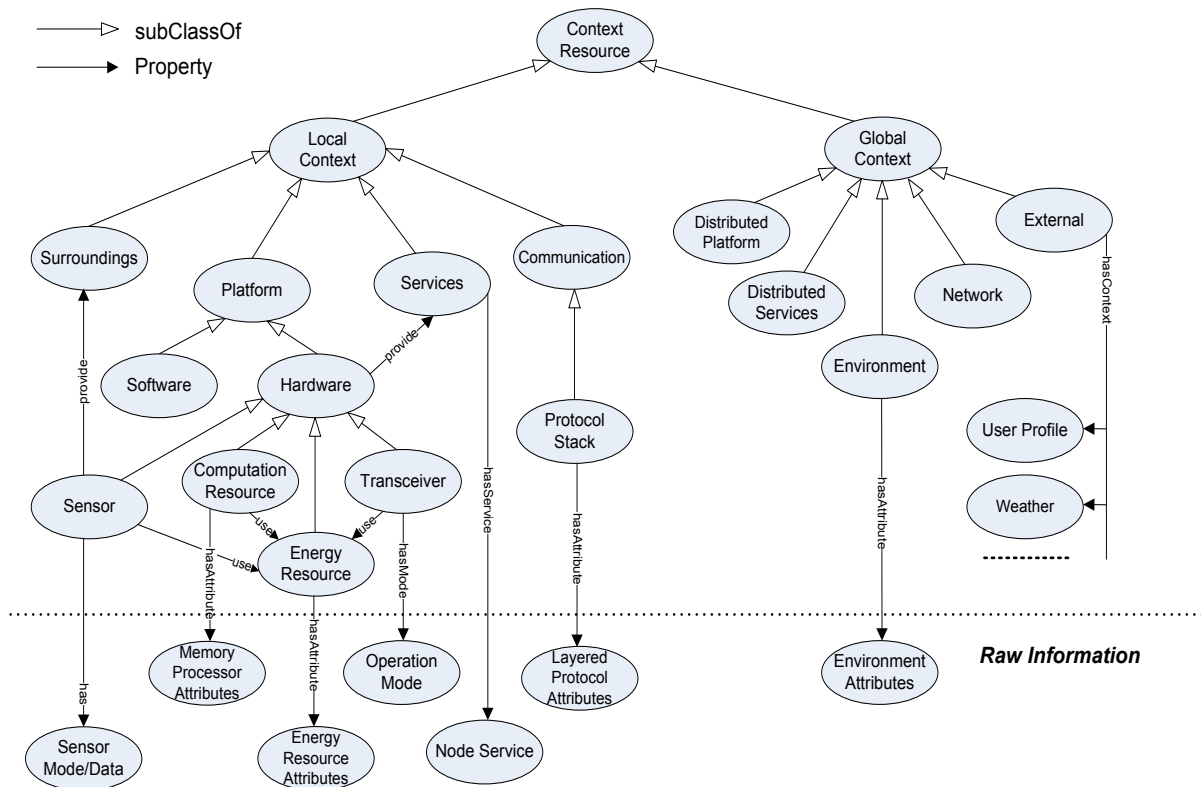 subClassOf
Property
Context
Resource
Local
Context
Global
Context
Surroundings
Platform
Services
Communication
Distributed
Platform
Distributed
Services
Environment
Network
External
hasContext
Software
Hardware
provide
provide
Protocol
Stack
User Profile
Weather
Sensor
Computation
Resource
Transceiver
Energy
Resource
use
use
use
hasAttribute
hasMode
hasService
hasAttribute
hasAttribute
hasAttribute
has
Raw Information
Memory
Processor
Attributes
Operation
Mode
Layered
Protocol
Attributes
Environment
Attributes
Sensor
Mode/Data
Energy
Resource
Attributes
Node Service